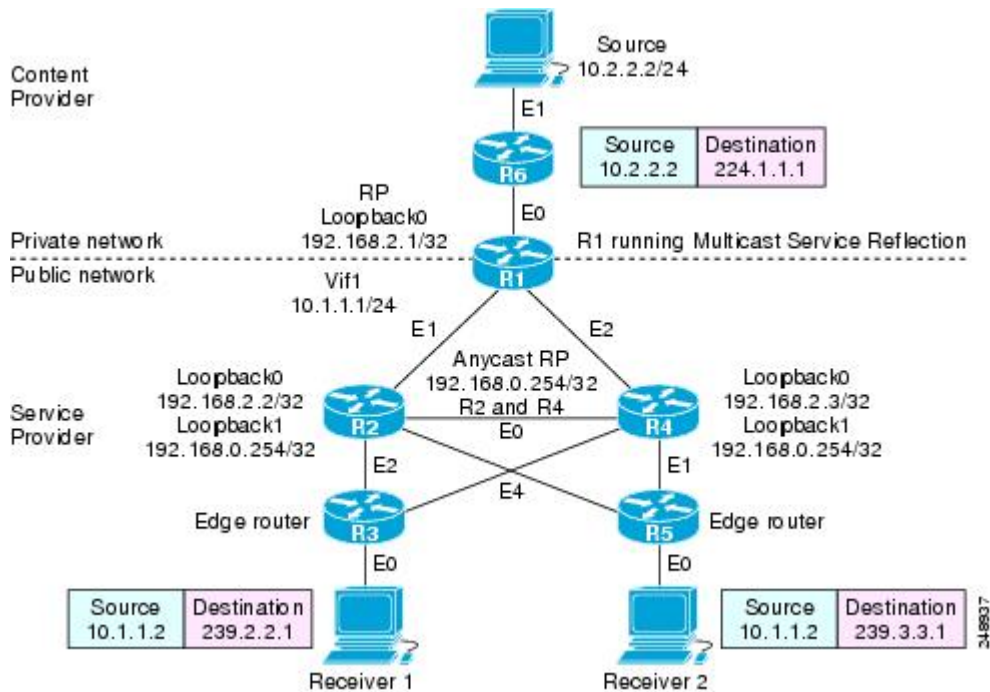 Source
10.2.2.2/24
Content
Provider
E1
Source
10.2.2.2
Destination
224.1.1.1
R6
RP
Loopback0
192.168.2.1/32
E0
Private network
R1 running Multicast Service Reflection
Public network
R1
Vif1
10.1.1.1/24
E1
E2
Anycast RP
192.168.0.254/32
R2 and R4
Loopback0
192.168.2.2/32
Loopback1
192.168.0.254/32
Loopback0
192.168.2.3/32
Loopback1
192.168.0.254/32
Service
Provider
R2
E0
R4
E2
E1
E4
Edge router
R3
R5
Edge router
E0
E0
Source
10.1.1.2
Destination
239.2.2.1
Source
10.1.1.2
Destination
239.3.3.1
Receiver 1
Receiver 2
248937